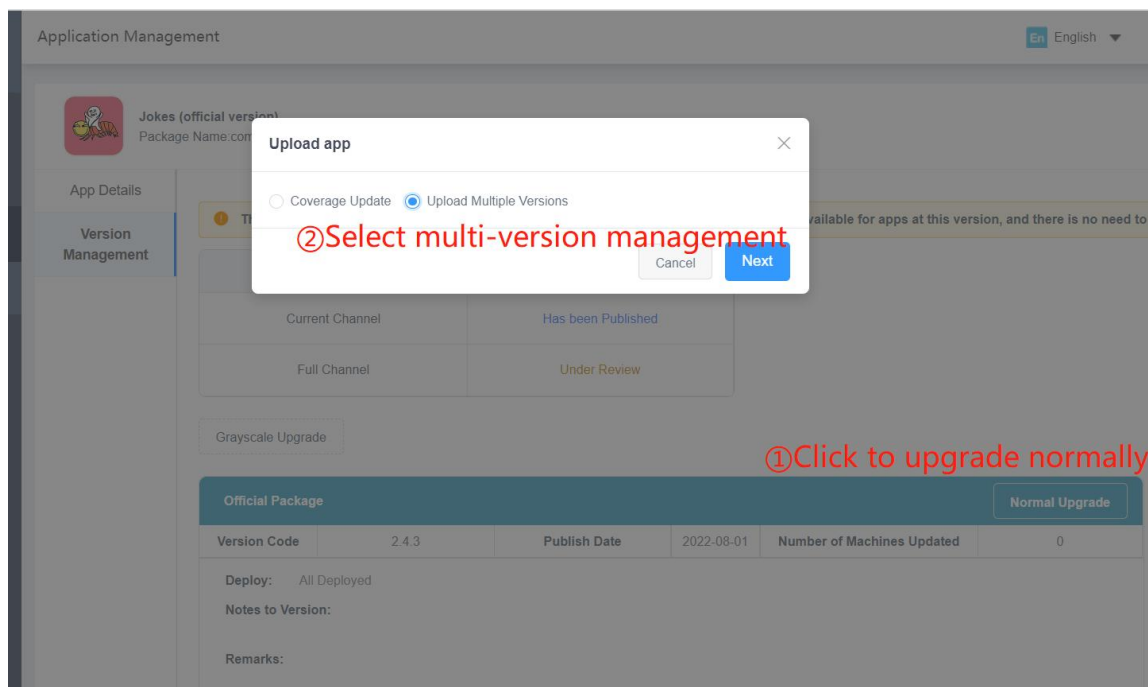 Application Management
En English
Jokes (official version)
Package Name:com
Upload app
App Details
Coverage Update Upload Multiple Versions
Th vailable for apps at this version, and there is no need to
②Select multi-version management
Version
Management
Cancel Next
Current Channel Has been Published
Full Channel Under Review
Grayscale Upgrade
①Click to upgrade normally
Official Package Normal Upgrade
Version Code 2.4.3 Publish Date 2022-08-01 Number of Machines Updated 0
Deploy: All Deployed
Notes to Version:
Remarks: